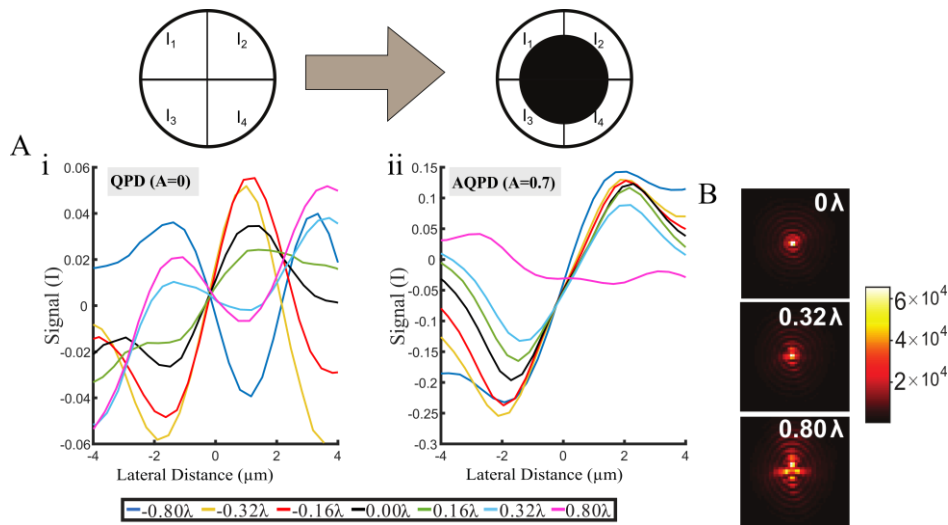 I1 I2
I3 I4
I1 I2
I3 I4
A
i
QPD (A=0)
0.06
0.04
0.02
0
-0.02
-0.04
-0.06
Signal (I)
-4 -2 0 2 4
Lateral Distance (μm)
ii
AQPD (A=0.7)
0.15
0.1
0.05
0
-0.05
-0.1
-0.15
-0.2
-0.25
-0.3
Signal (I)
-4 -2 0 2 4
Lateral Distance (μm)
-0.80λ -0.32λ -0.16λ 0.00λ 0.16λ 0.32λ 0.80λ
B
0λ
0.32λ
0.80λ
6×10⁴
4×10⁴
2×10⁴